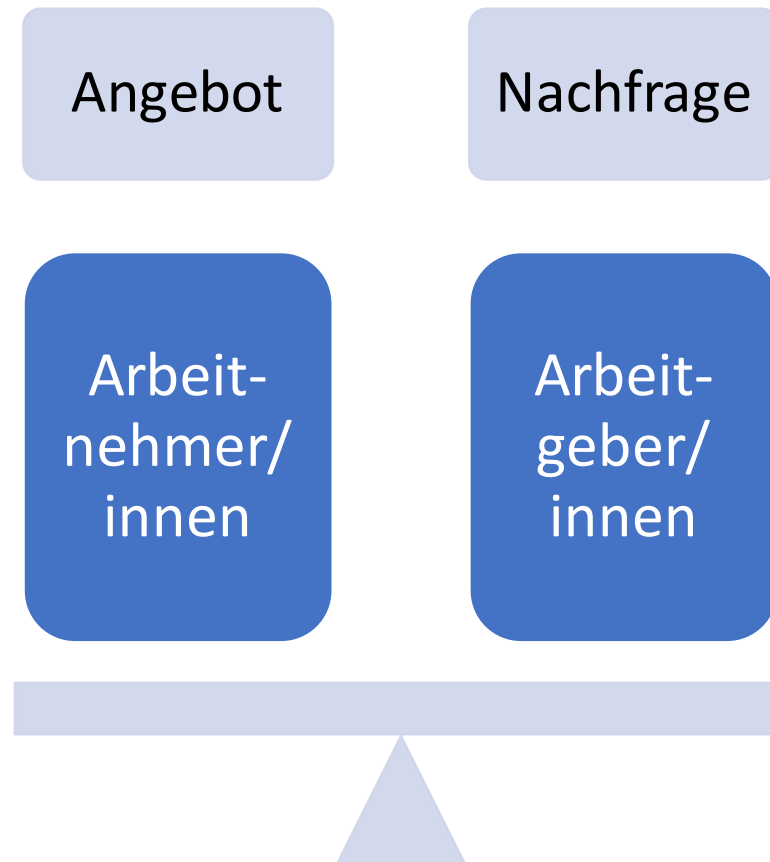 Angebot
Nachfrage
Arbeit-
nehmer/
innen
Arbeit-
geber/
innen